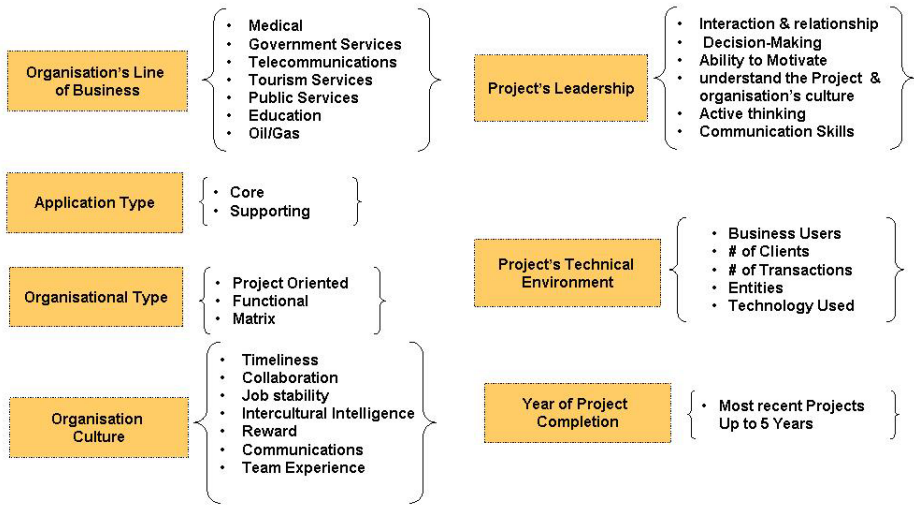 Organisation's Line
of Business
• Medical
• Government Services
• Telecommunications
• Tourism Services
• Public Services
• Education
• Oil/Gas
Application Type
• Core
• Supporting
Organisational Type
• Project Oriented
• Functional
• Matrix
Organisation
Culture
• Timeliness
• Collaboration
• Job stability
• Intercultural Intelligence
• Reward
• Communications
• Team Experience
Project's Leadership
• Interaction & relationship
• Decision-Making
• Ability to Motivate
• understand the Project &
organisation's culture
• Active thinking
• Communication Skills
Project's Technical
Environment
• Business Users
• # of Clients
• # of Transactions
• Entities
• Technology Used
Year of Project
Completion
• Most recent Projects
Up to 5 Years